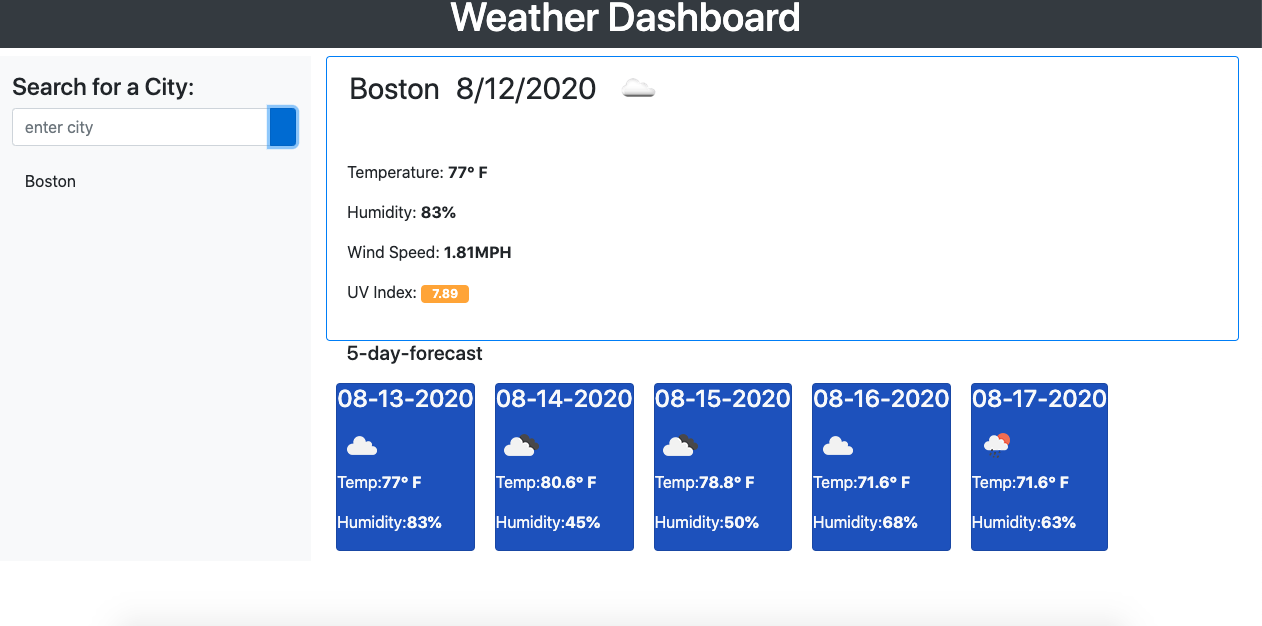 Weather Dashboard
Search for a City:
enter city
Boston
Boston 8/12/2020
Temperature: 77° F
Humidity: 83%
Wind Speed: 1.81MPH
UV Index: 7.89
5-day-forecast
08-13-2020
Temp:77° F
Humidity:83%
08-14-2020
Temp:80.6° F
Humidity:45%
08-15-2020
Temp:78.8° F
Humidity:50%
08-16-2020
Temp:71.6° F
Humidity:68%
08-17-2020
Temp:71.6° F
Humidity:63%